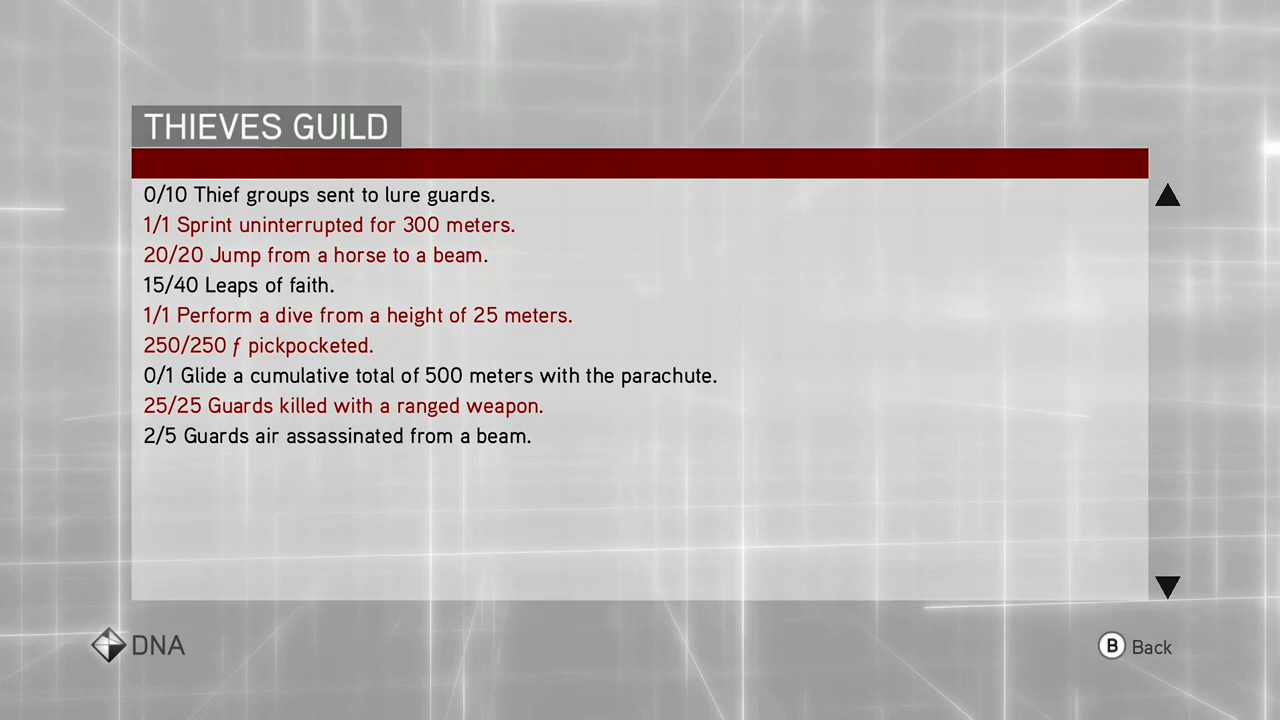 THIEVES GUILD
0/10 Thief groups sent to lure guards.
1/1 Sprint uninterrupted for 300 meters.
20/20 Jump from a horse to a beam.
15/40 Leaps of faith.
1/1 Perform a dive from a height of 25 meters.
250/250 ƒ pickpocketed.
0/1 Glide a cumulative total of 500 meters with the parachute.
25/25 Guards killed with a ranged weapon.
2/5 Guards air assassinated from a beam.
DNA
B Back